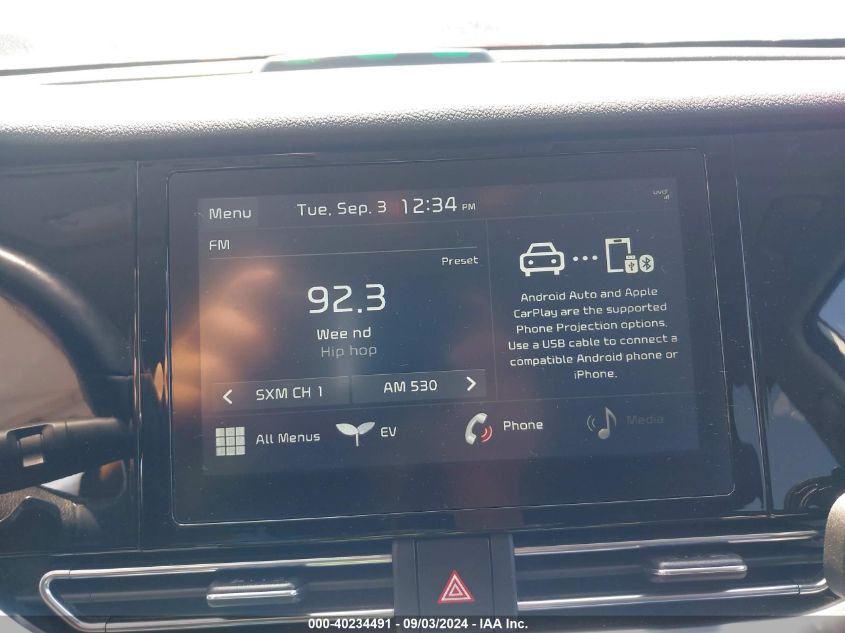 Menu Tue, Sep. 3 12:34 PM
UVO
FM
Preset
92.3
Wee nd
Hip hop
< SXM CH 1
AM 530 >
Android Auto and Apple
CarPlay are the supported
Phone Projection options.
Use a USB cable to connect a
compatible Android phone or
iPhone.
All Menus
EV
Phone
Media
000-40234491 - 09/03/2024 - IAA Inc.